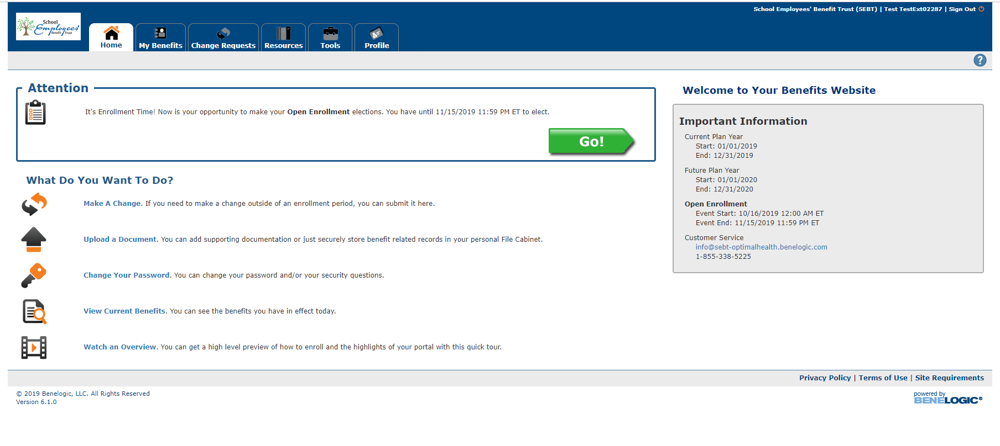 School Employees' Benefit Trust (SEBT) | Test TestExt02287 | Sign Out
School
Employees'
Benefit Trust
Home
My Benefits
Change Requests
Resources
Tools
Profile
?
Attention
It's Enrollment Time! Now is your opportunity to make your Open Enrollment elections. You have until 11/15/2019 11:59 PM ET to elect.
Go!
What Do You Want To Do?
Make A Change. If you need to make a change outside of an enrollment period, you can submit it here.
Upload a Document. You can add supporting documentation or just securely store benefit related records in your personal File Cabinet.
Change Your Password. You can change your password and/or your security questions.
View Current Benefits. You can see the benefits you have in effect today.
Watch an Overview. You can get a high level preview of how to enroll and the highlights of your portal with this quick tour.
Welcome to Your Benefits Website
Important Information
Current Plan Year
Start: 01/01/2019
End: 12/31/2019
Future Plan Year
Start: 01/01/2020
End: 12/31/2020
Open Enrollment
Event Start: 10/16/2019 12:00 AM ET
Event End: 11/15/2019 11:59 PM ET
Customer Service
info@sebt-optimalhealth.benelogic.com
1-855-338-5225
Privacy Policy | Terms of Use | Site Requirements
© 2019 Benelogic, LLC. All Rights Reserved
Version 6.1.0
powered by
BENELOGIC®